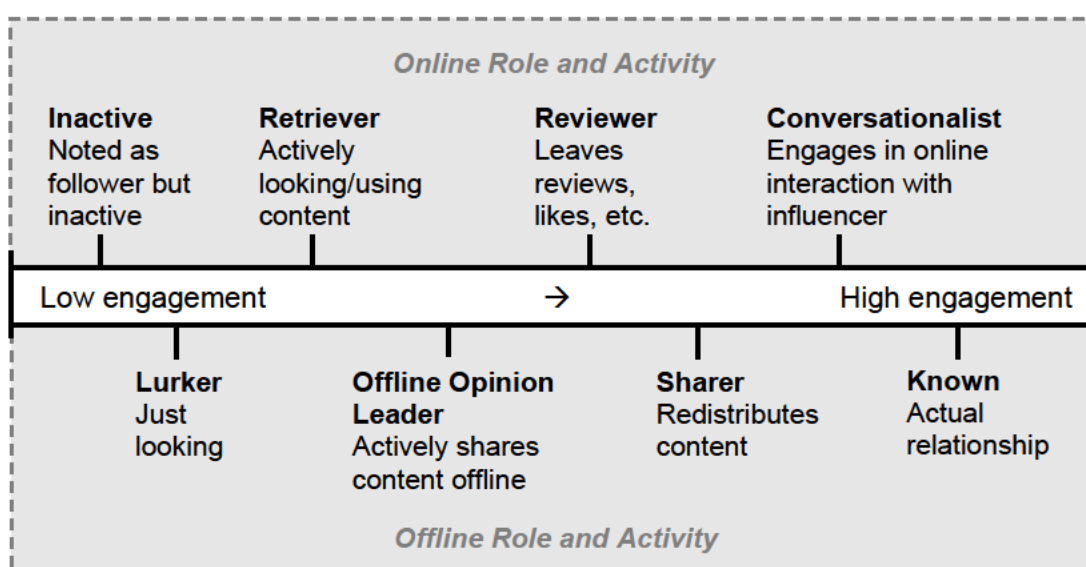 Online Role and Activity
Inactive
Noted as
follower but
inactive
Retriever
Actively
looking/using
content
Reviewer
Leaves
reviews,
likes, etc.
Conversationalist
Engages in online
interaction with
influencer
Low engagement → High engagement
Lurker
Just
looking
Offline Opinion
Leader
Actively shares
content offline
Sharer
Redistributes
content
Known
Actual
relationship
Offline Role and Activity